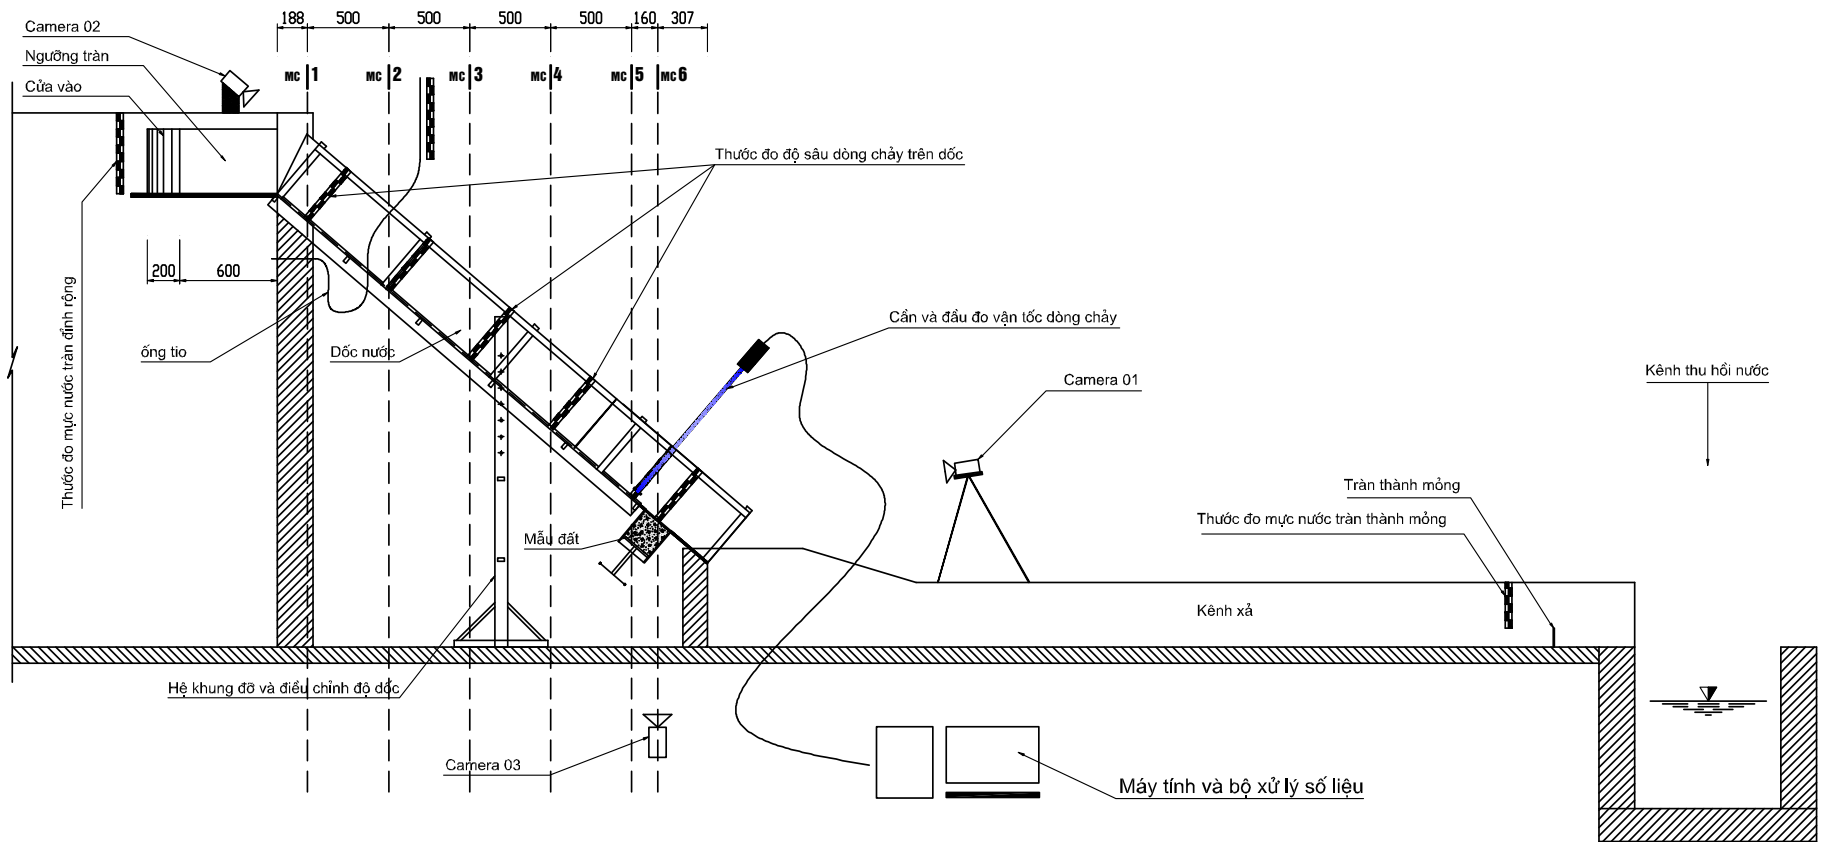 188 500 500 500 500 160 307
Camera 02
Ngưỡng tràn
Cửa vào
MC 1 MC 2 MC 3 MC 4 MC 5 MC 6
Thước đo độ sâu dòng chảy trên dốc
200 600
Thước đo mực nước tràn đỉnh rộng
ống tio
Dốc nước
Cần và đầu đo vận tốc dòng chảy
Camera 01
Kênh thu hồi nước
Tràn thành mỏng
Thước đo mực nước tràn thành mỏng
Mẫu đất
Kênh xả
Hệ khung đỡ và điều chỉnh độ dốc
Camera 03
Máy tính và bộ xử lý số liệu